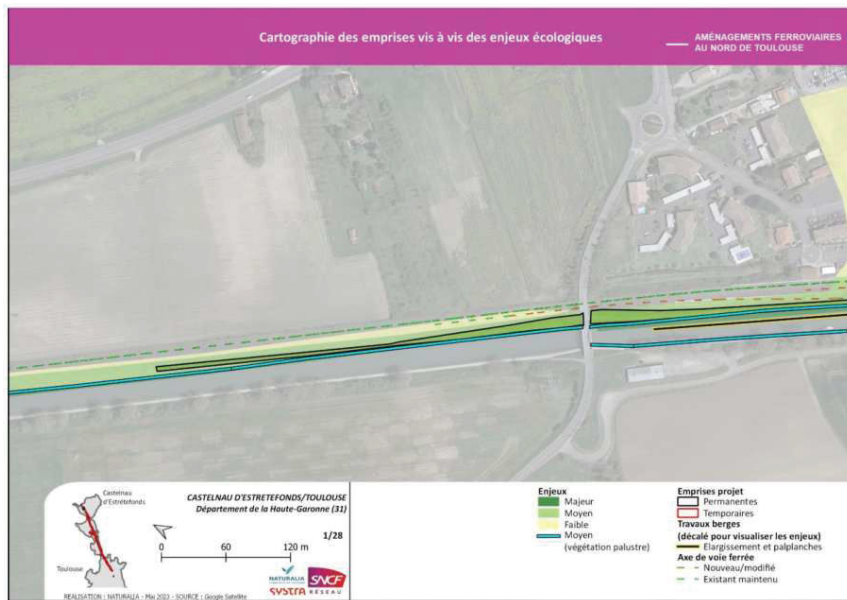 Cartographie des emprises vis à vis des enjeux écologiques
AMÉNAGEMENTS FERROVIAIRES
AU NORD DE TOULOUSE
Castelnau
d'Estrétefonds
Toulouse
CASTELNAU D'ESTRETEFONDS/TOULOUSE
Département de la Haute-Garonne (31)
1/28
0 60 120 m
NATURALIA
SYSTRA
SNCF
RÉSEAU
REALISATION : NATURALIA - Mai 2023 - SOURCE : Google Satellite
Enjeux
Majeur
Moyen
Faible
Moyen
(végétation palustre)
Emprises projet
Permanentes
Temporaires
Travaux berges
(décalé pour visualiser les enjeux)
Elargissement et palplanches
Axe de voie ferrée
Nouveau/modifié
Existant maintenu